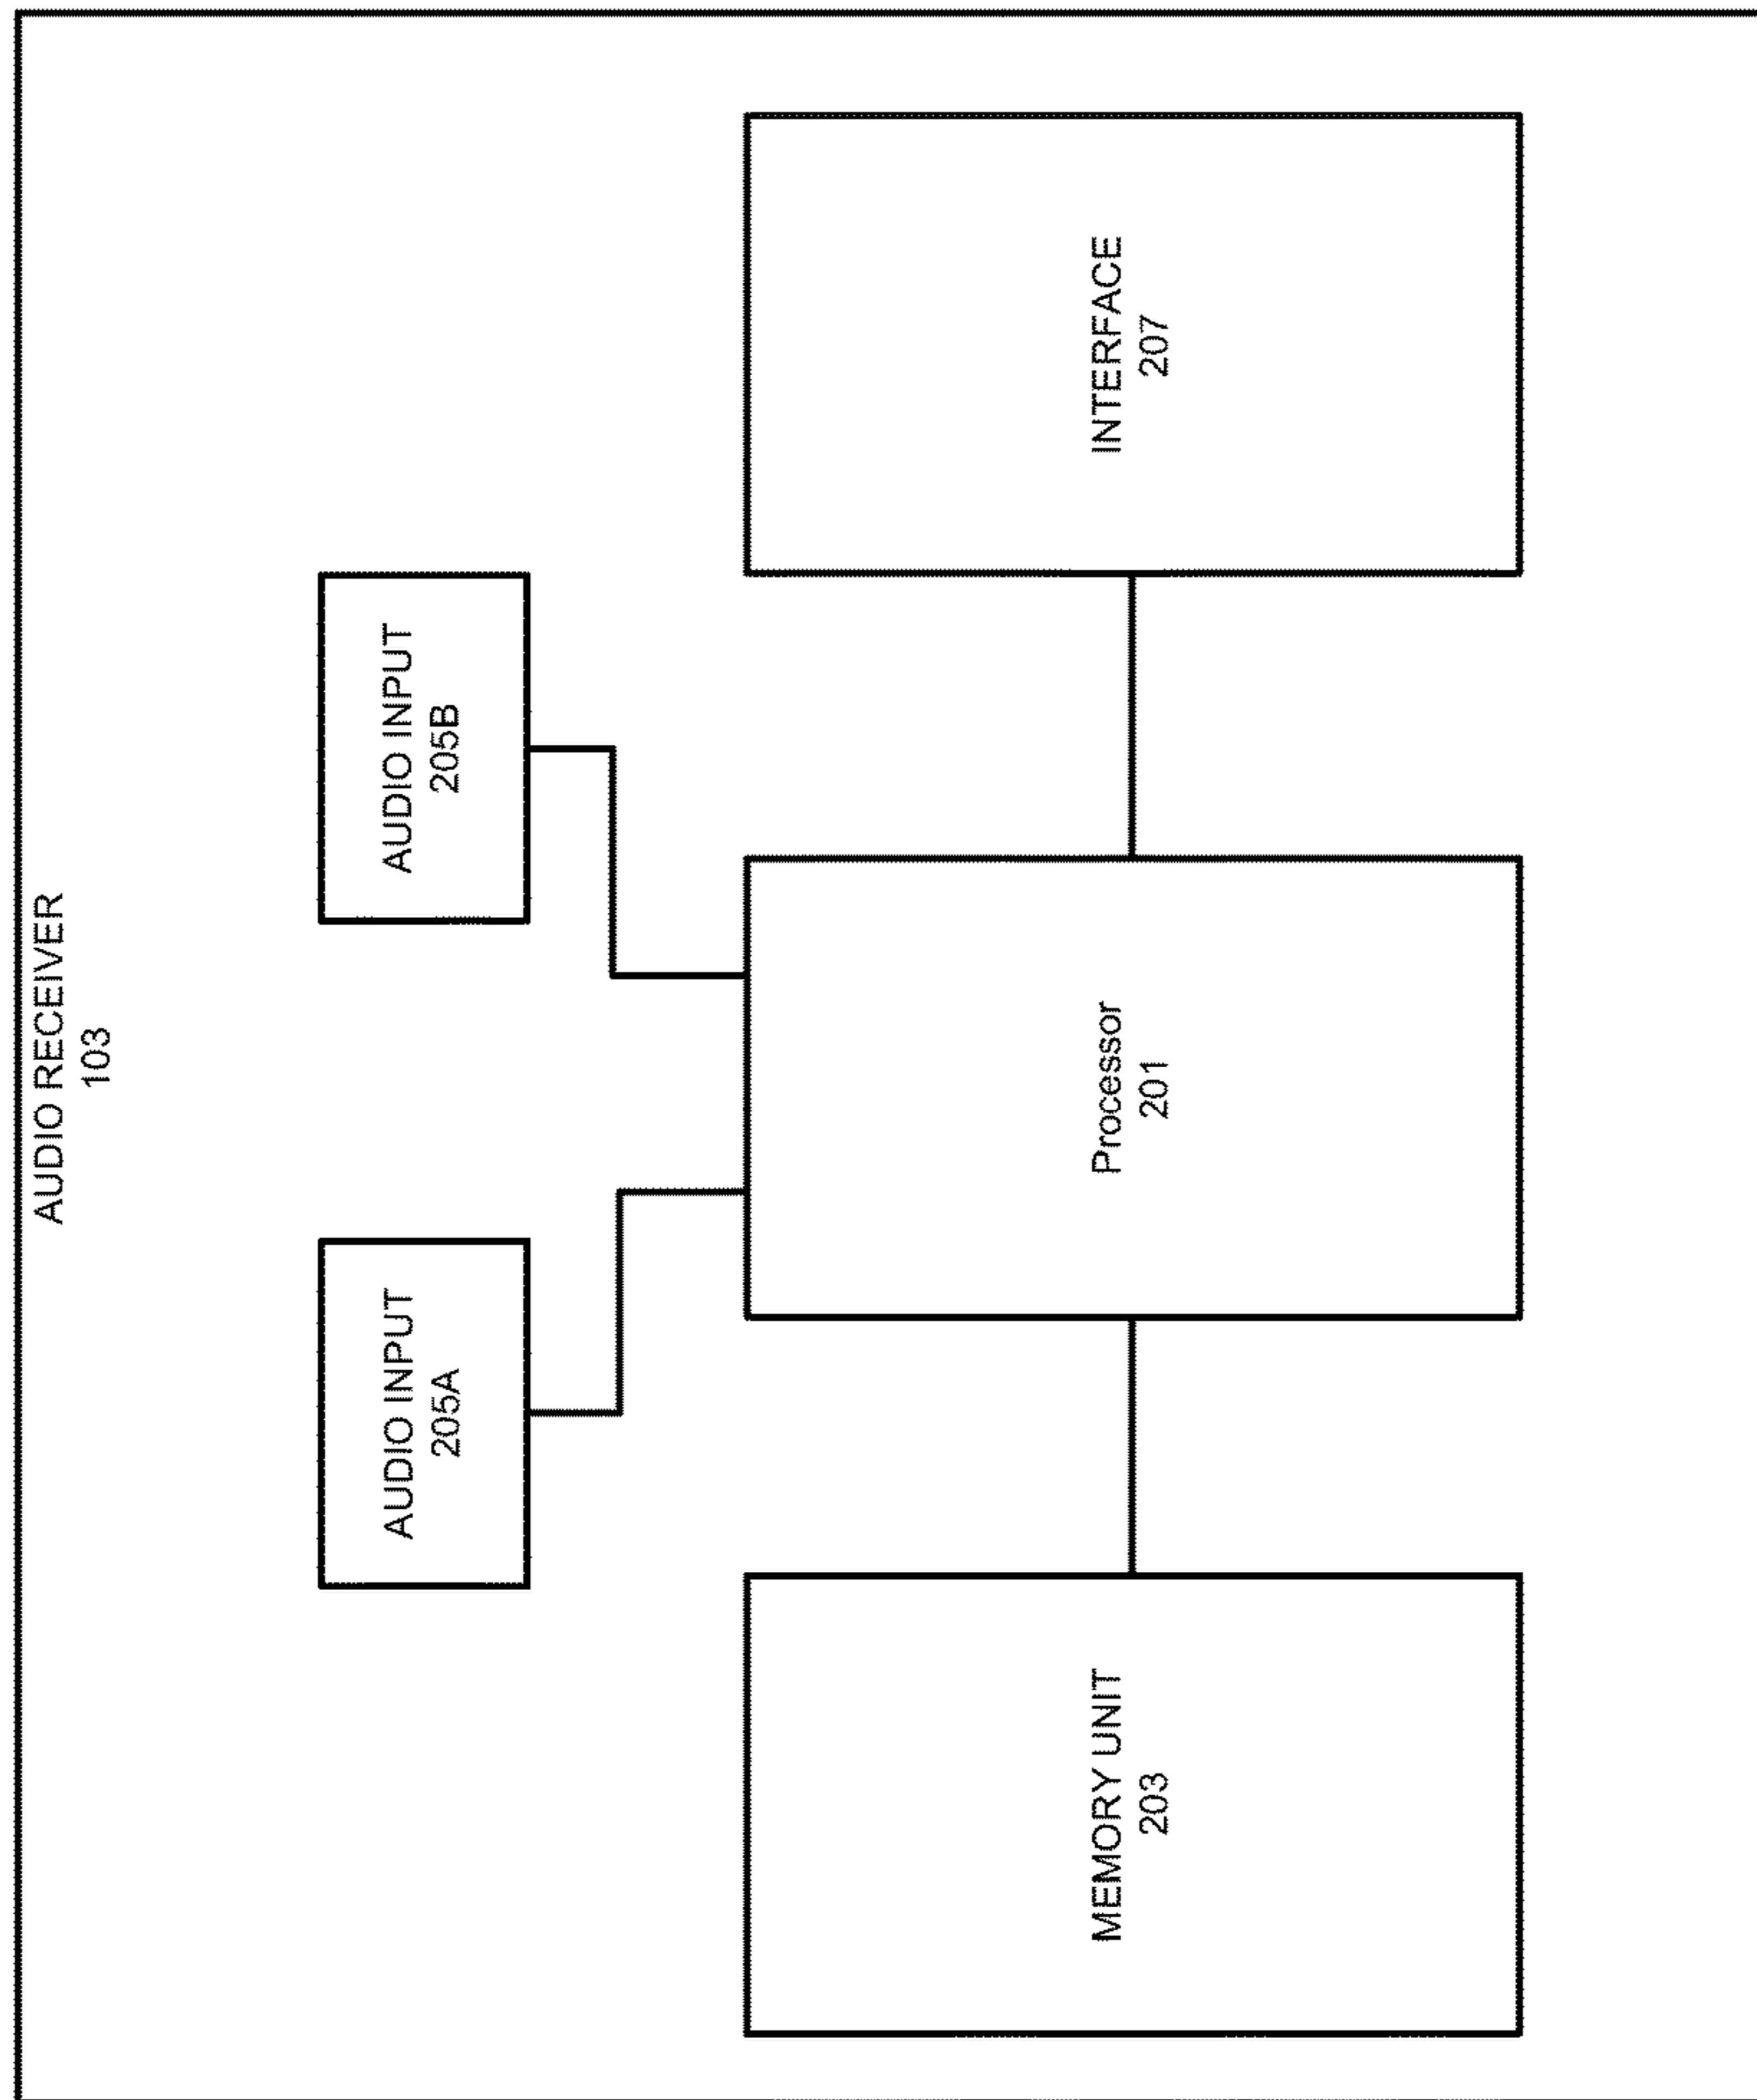 AUDIO RECEIVER
103
AUDIO INPUT
205A
AUDIO INPUT
205B
MEMORY UNIT
203
Processor
201
INTERFACE
207